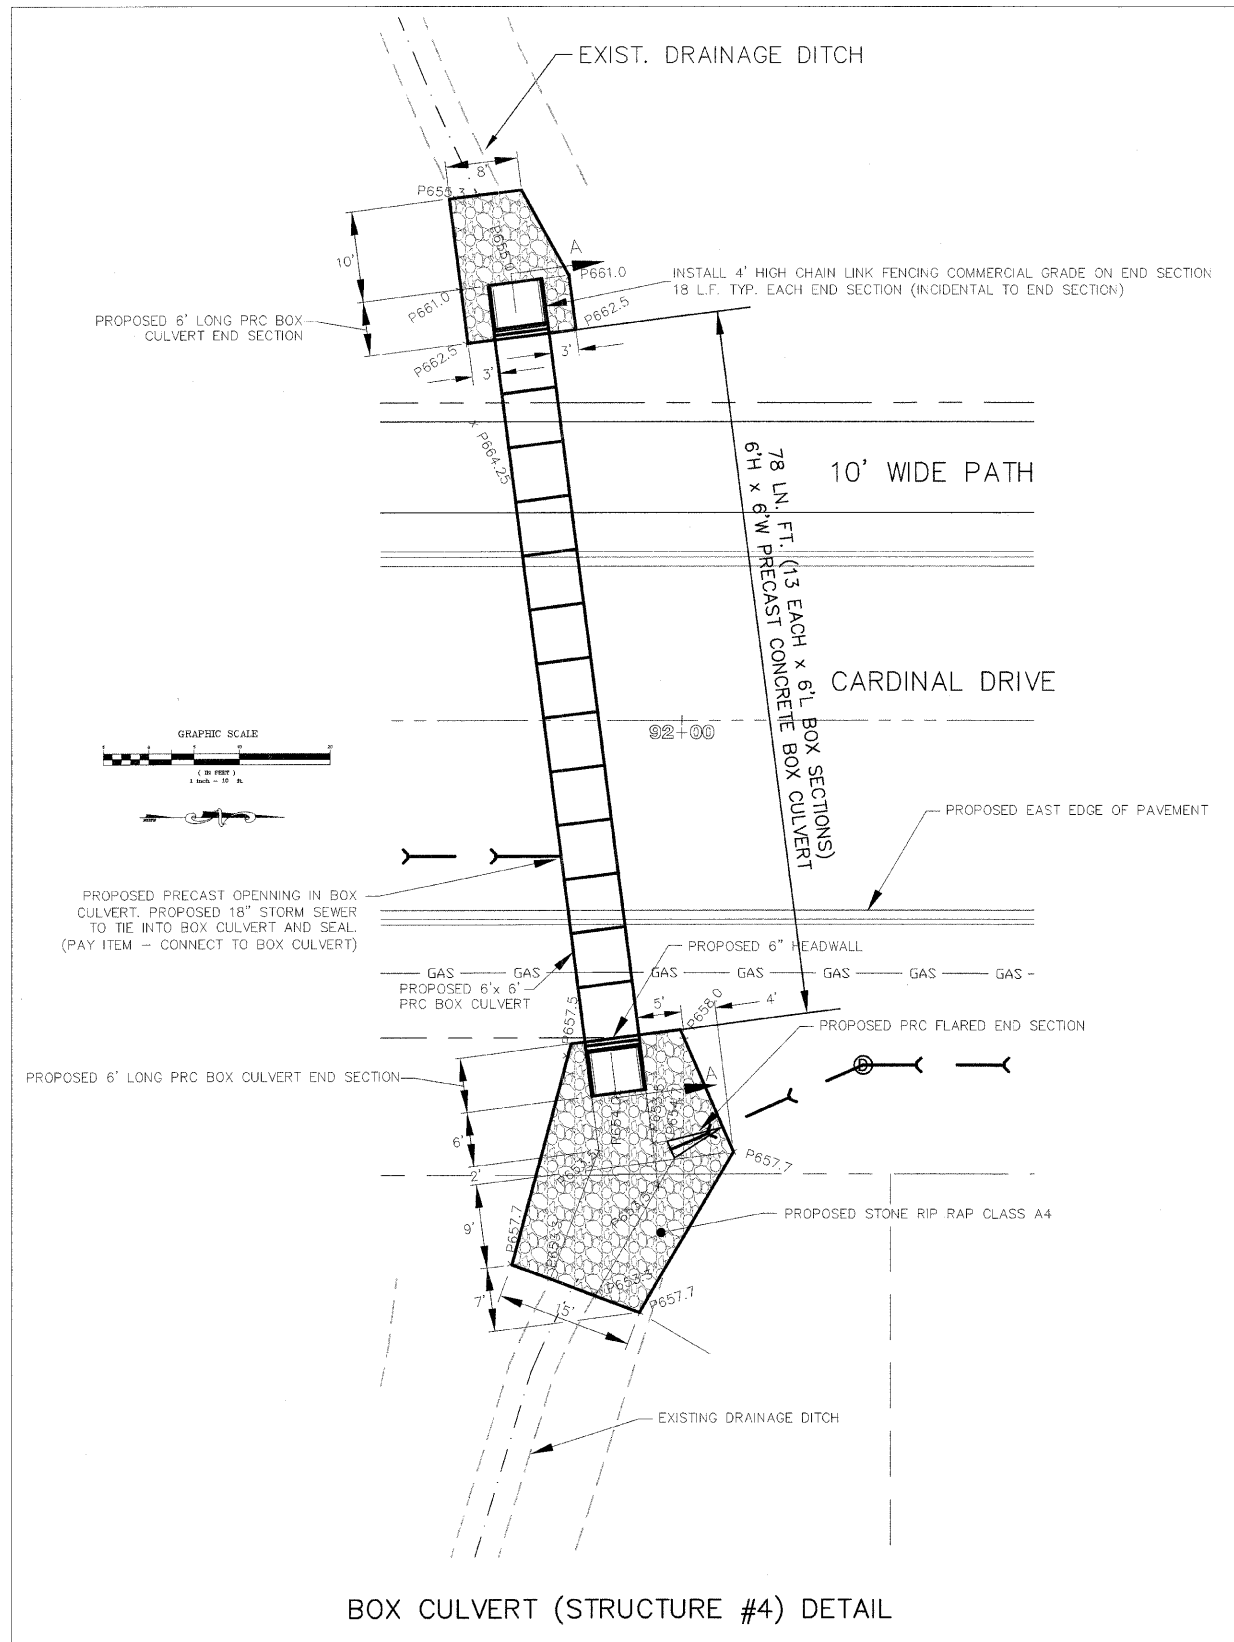 EXIST. DRAINAGE DITCH
8'
P655.3
10'
P655.0
A
P661.0
INSTALL 4' HIGH CHAIN LINK FENCING COMMERCIAL GRADE ON END SECTION
18 L.F. TYP. EACH END SECTION (INCIDENTAL TO END SECTION)
P661.0
P662.5
PROPOSED 6' LONG PRC BOX
CULVERT END SECTION
P662.5
3'
3'
P664.25
10' WIDE PATH
78 LN. FT. (13 EACH x 6'L BOX SECTIONS)
6'H x 6'W PRECAST CONCRETE BOX CULVERT
CARDINAL DRIVE
92+00
GRAPHIC SCALE
( IN FEET )
1 inch = 10 ft.
PROPOSED EAST EDGE OF PAVEMENT
PROPOSED PRECAST OPENNING IN BOX
CULVERT. PROPOSED 18" STORM SEWER
TO TIE INTO BOX CULVERT AND SEAL.
(PAY ITEM - CONNECT TO BOX CULVERT)
PROPOSED 6" HEADWALL
GAS GAS GAS GAS GAS GAS GAS
PROPOSED 6'x 6'
PRC BOX CULVERT
P657.5
5'
P658.0
4'
PROPOSED PRC FLARED END SECTION
D
PROPOSED 6' LONG PRC BOX CULVERT END SECTION
A
6'
P653.5
P657.7
2'
9'
P657.7
P653.5
PROPOSED STONE RIP RAP CLASS A4
P653.5
7'
15'
P657.7
EXISTING DRAINAGE DITCH
BOX CULVERT (STRUCTURE #4) DETAIL